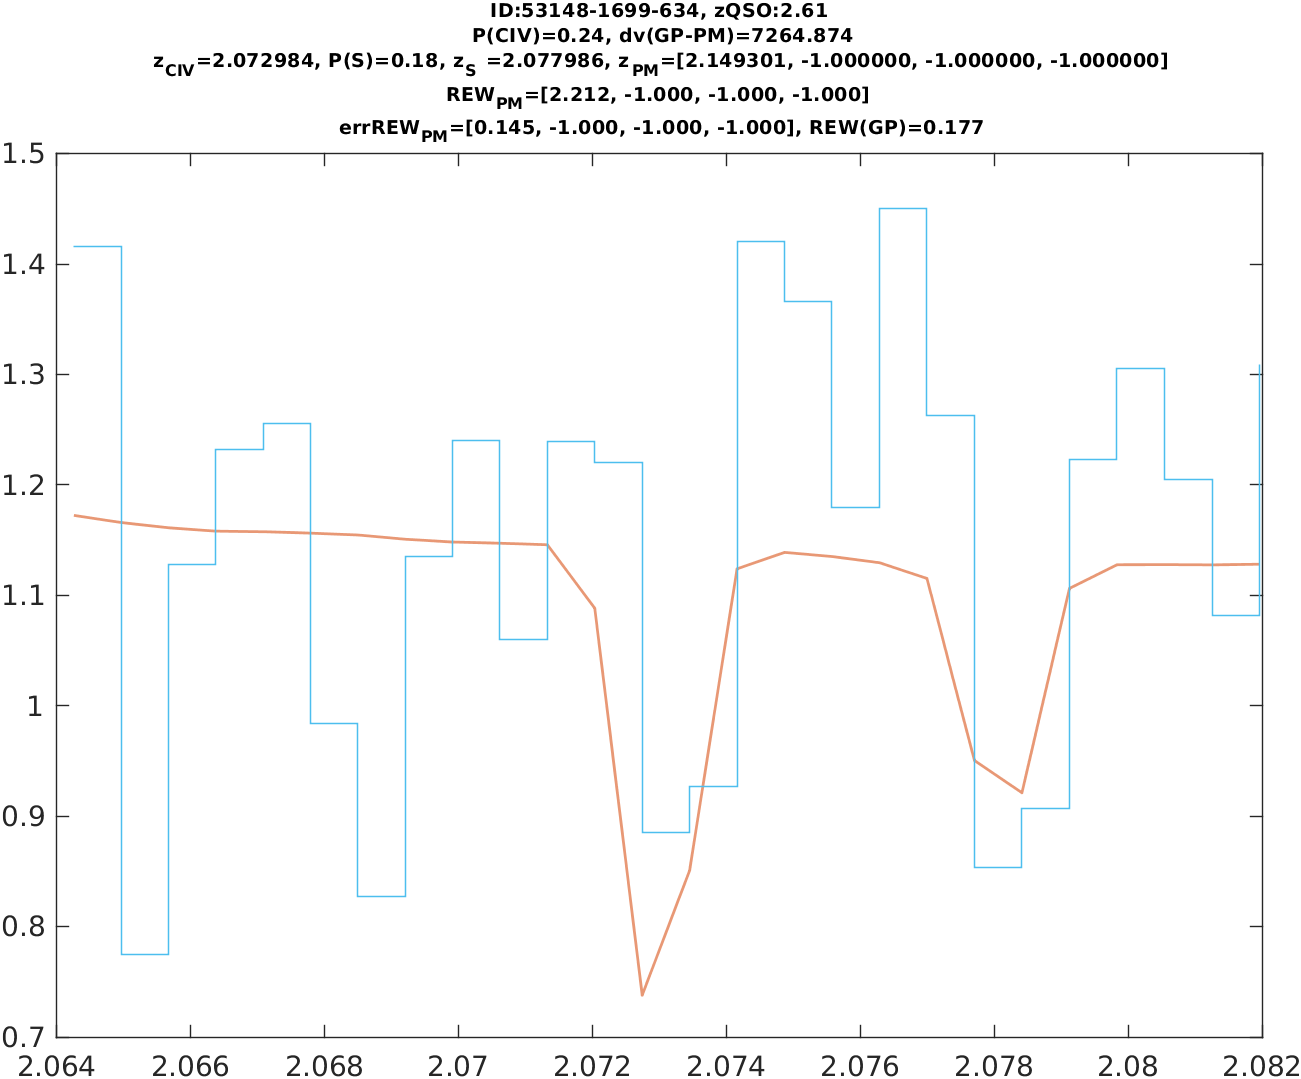 ID:53148-1699-634, zQSO:2.61
P(CIV)=0.24, dv(GP-PM)=7264.874
zCIV=2.072984, P(S)=0.18, zS =2.077986, zPM=[2.149301, -1.000000, -1.000000, -1.000000]
REWPM=[2.212, -1.000, -1.000, -1.000]
errREWPM=[0.145, -1.000, -1.000, -1.000], REW(GP)=0.177
1.5
1.4
1.3
1.2
1.1
1
0.9
0.8
0.7
2.064 2.066 2.068 2.07 2.072 2.074 2.076 2.078 2.08 2.082